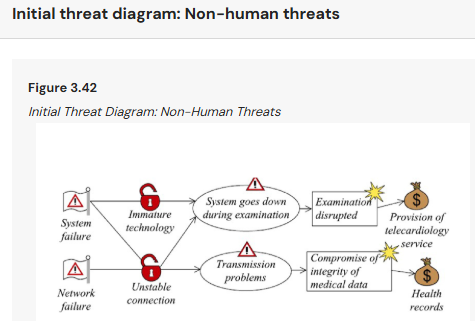 Initial threat diagram: Non-human threats
Figure 3.42
Initial Threat Diagram: Non-Human Threats
System
failure
Immature
technology
System goes down
during examination
Examination
disrupted
Provision of
telecardiology
service
Network
failure
Unstable
connection
Transmission
problems
Compromise of
integrity of
medical data
Health
records